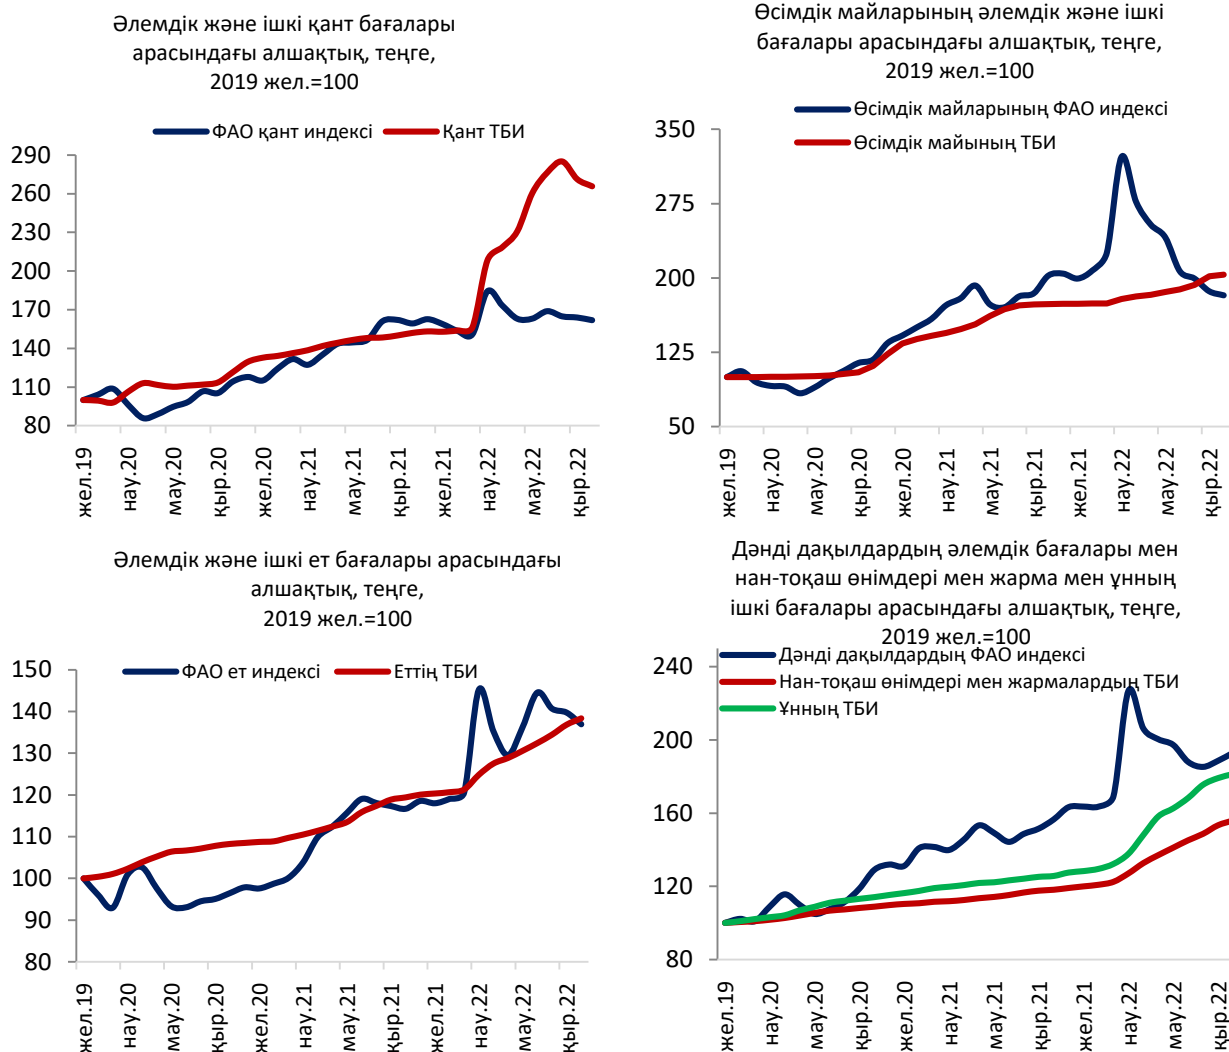 Әлемдік және ішкі қант бағалары
арасындағы алшақтық, теңге,
2019 жел.=100
ФАО қант индексі
Қант ТБИ
290
260
230
200
170
140
110
80
жел.19
нау.20
мау.20
қыр.20
жел.20
нау.21
мау.21
қыр.21
жел.21
нау.22
мау.22
қыр.22
Өсімдік майларының әлемдік және ішкі
бағалары арасындағы алшақтық, теңге,
2019 жел.=100
Өсімдік майларының ФАО индексі
Өсімдік майының ТБИ
350
275
200
125
50
жел.19
нау.20
мау.20
қыр.20
жел.20
нау.21
мау.21
қыр.21
жел.21
нау.22
мау.22
қыр.22
Әлемдік және ішкі ет бағалары арасындағы
алшақтық, теңге,
2019 жел.=100
ФАО ет индексі
Еттің ТБИ
150
140
130
120
110
100
90
80
жел.19
нау.20
мау.20
қыр.20
жел.20
нау.21
мау.21
қыр.21
жел.21
нау.22
мау.22
қыр.22
Дәнді дақылдардың әлемдік бағалары мен
нан-тоқаш өнімдері мен жарма мен ұнның
ішкі бағалары арасындағы алшақтық, теңге,
2019 жел.=100
Дәнді дақылдардың ФАО индексі
Нан-тоқаш өнімдері мен жармалардың ТБИ
Ұнның ТБИ
240
200
160
120
80
жел.19
нау.20
мау.20
қыр.20
жел.20
нау.21
мау.21
қыр.21
жел.21
нау.22
мау.22
қыр.22